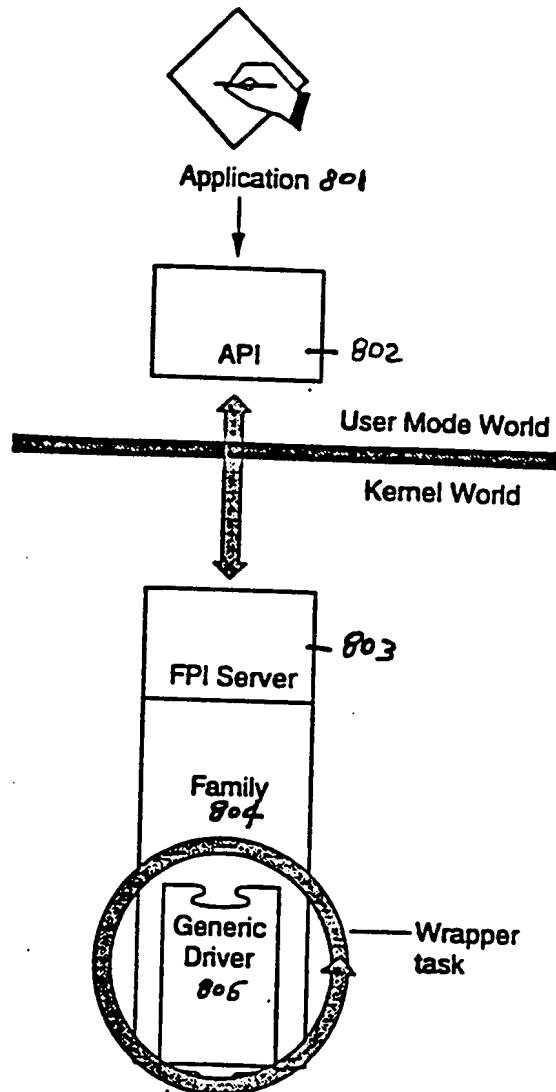 Application 801
API
802
User Mode World
Kernel World
803
FPI Server
Family
804
Generic
Driver
806
Wrapper
task